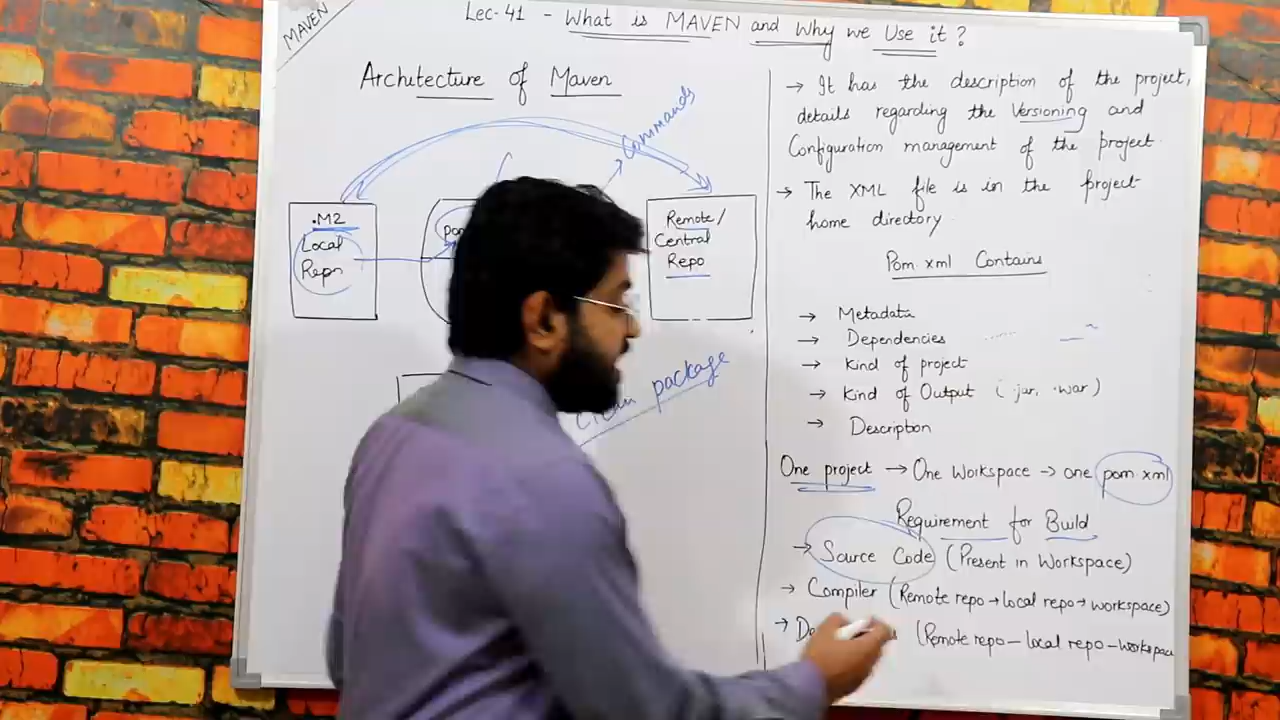 MAVEN
Lec-41 - What is MAVEN and Why we Use it?
Architecture of Maven
Commands
.M2
Local
Repo
Remote/
Central
Repo
package
→ It has the description of the project,
details regarding the Versioning and
Configuration management of the project.
→ The XML file is in the project
home directory.
Pom.xml Contains
→ Metadata
→ Dependencies
→ Kind of project
→ Kind of Output (.jar, .war)
→ Description
One project → One Workspace → one pom.xml
Requirement for Build
→ Source Code (Present in Workspace)
→ Compiler (Remote repo → local repo → workspace)
→ (Remote repo - local repo - workspace